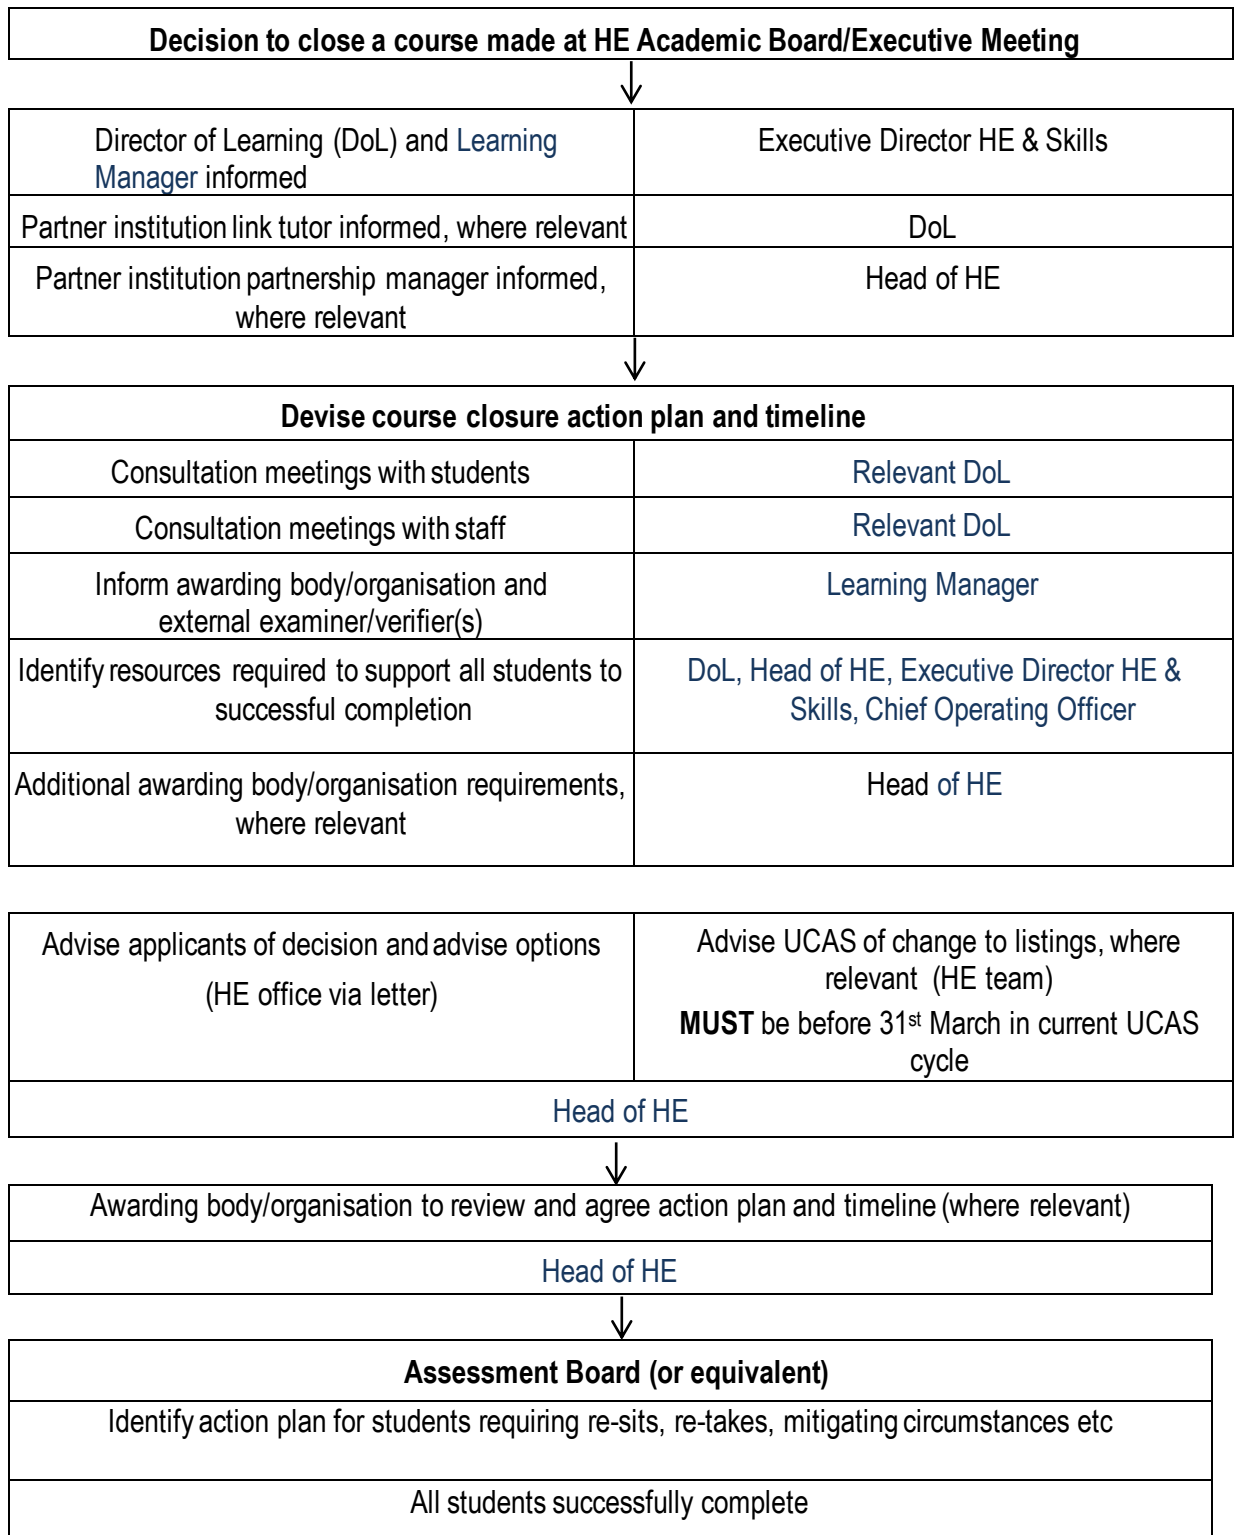 Decision to close a course made at HE Academic Board/Executive Meeting
Director of Learning (DoL) and Learning
Manager informed
Executive Director HE & Skills
Partner institution link tutor informed, where relevant
DoL
Partner institution partnership manager informed,
where relevant
Head of HE
Devise course closure action plan and timeline
Consultation meetings with students
Relevant DoL
Consultation meetings with staff
Relevant DoL
Inform awarding body/organisation and
external examiner/verifier(s)
Learning Manager
Identify resources required to support all students to
successful completion
DoL, Head of HE, Executive Director HE &
Skills, Chief Operating Officer
Additional awarding body/organisation requirements,
where relevant
Head of HE
Advise applicants of decision and advise options
(HE office via letter)
Advise UCAS of change to listings, where
relevant (HE team)
MUST be before 31st March in current UCAS
cycle
Head of HE
Awarding body/organisation to review and agree action plan and timeline (where relevant)
Head of HE
Assessment Board (or equivalent)
Identify action plan for students requiring re-sits, re-takes, mitigating circumstances etc
All students successfully complete